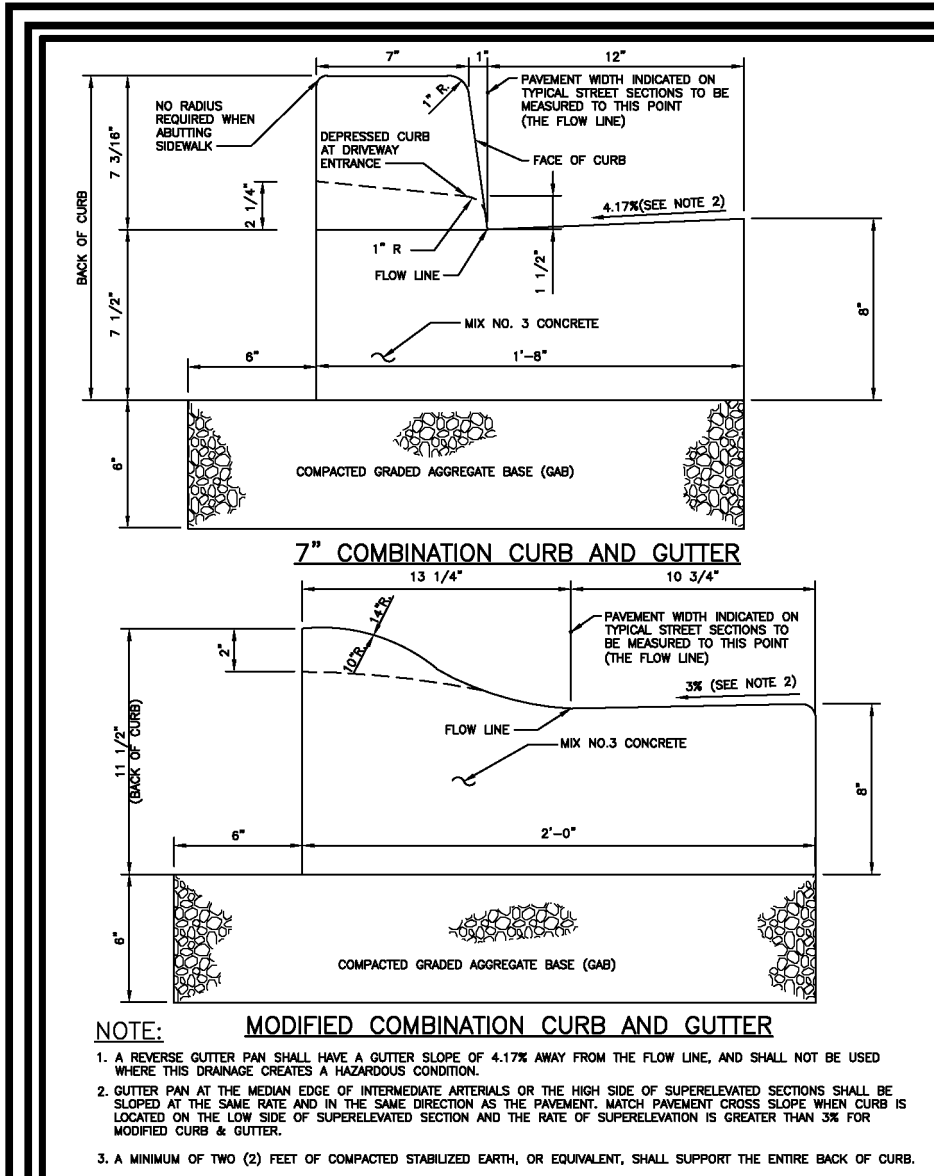 7"
1"
12"
NO RADIUS
REQUIRED WHEN
ABUTTING
SIDEWALK
1" R.
PAVEMENT WIDTH INDICATED ON
TYPICAL STREET SECTIONS TO BE
MEASURED TO THIS POINT
(THE FLOW LINE)
DEPRESSED CURB
AT DRIVEWAY
ENTRANCE
FACE OF CURB
7 3/16"
2 1/4"
BACK OF CURB
4.17%(SEE NOTE 2)
1" R
FLOW LINE
1 1/2"
7 1/2"
8"
MIX NO. 3 CONCRETE
6"
1'-8"
6"
COMPACTED GRADED AGGREGATE BASE (GAB)
7" COMBINATION CURB AND GUTTER
13 1/4"
10 3/4"
14"R.
10"R.
2"
PAVEMENT WIDTH INDICATED ON
TYPICAL STREET SECTIONS TO
BE MEASURED TO THIS POINT
(THE FLOW LINE)
3% (SEE NOTE 2)
FLOW LINE
11 1/2"
(BACK OF CURB)
MIX NO.3 CONCRETE
8"
6"
2'-0"
6"
COMPACTED GRADED AGGREGATE BASE (GAB)
MODIFIED COMBINATION CURB AND GUTTER
NOTE:
1. A REVERSE GUTTER PAN SHALL HAVE A GUTTER SLOPE OF 4.17% AWAY FROM THE FLOW LINE, AND SHALL NOT BE USED
WHERE THIS DRAINAGE CREATES A HAZARDOUS CONDITION.
2. GUTTER PAN AT THE MEDIAN EDGE OF INTERMEDIATE ARTERIALS OR THE HIGH SIDE OF SUPERELEVATED SECTIONS SHALL BE
SLOPED AT THE SAME RATE AND IN THE SAME DIRECTION AS THE PAVEMENT. MATCH PAVEMENT CROSS SLOPE WHEN CURB IS
LOCATED ON THE LOW SIDE OF SUPERELEVATED SECTION AND THE RATE OF SUPERELEVATION IS GREATER THAN 3% FOR
MODIFIED CURB & GUTTER.
3. A MINIMUM OF TWO (2) FEET OF COMPACTED STABILIZED EARTH, OR EQUIVALENT, SHALL SUPPORT THE ENTIRE BACK OF CURB.